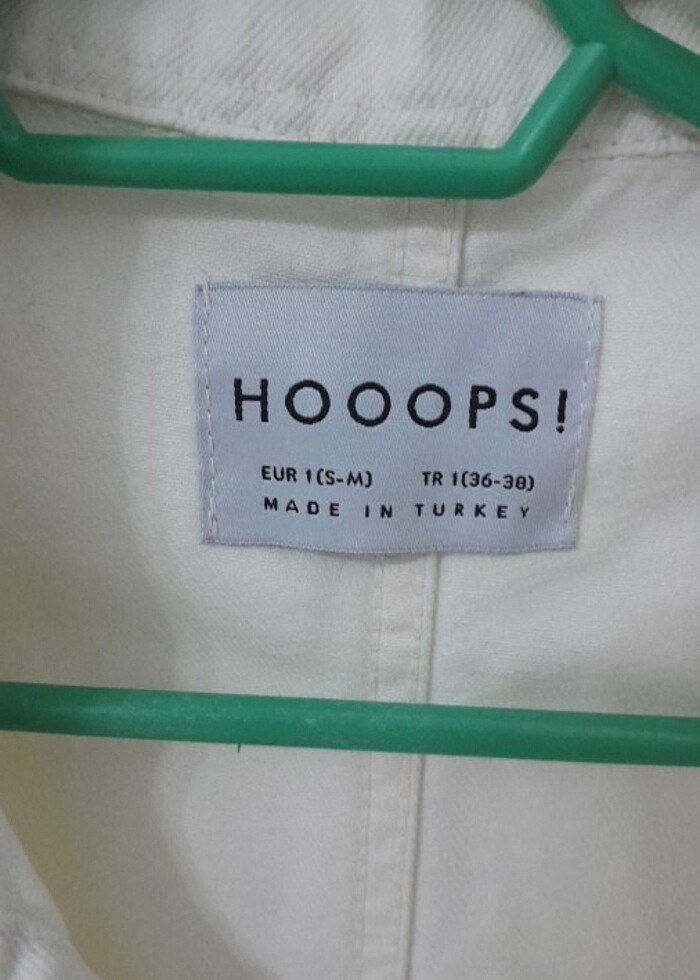 HOOOPS!
EUR 1(S-M) TR 1(36-38)
MADE IN TURKEY